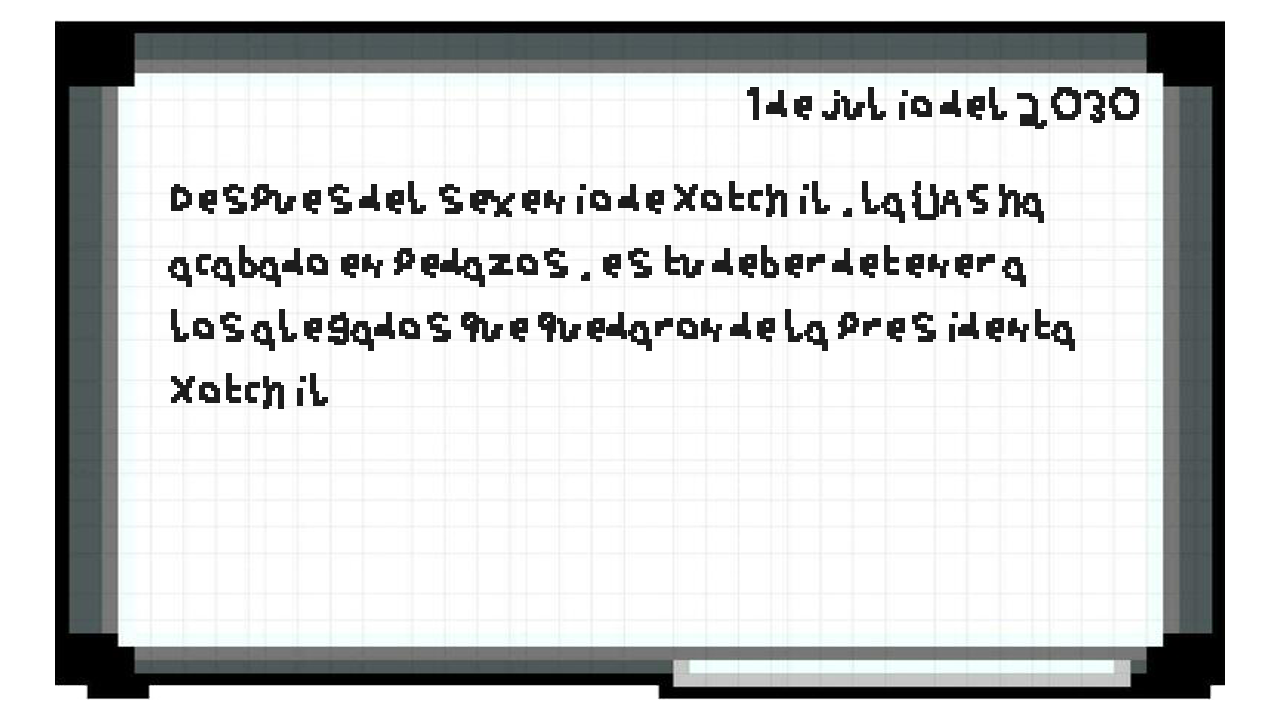 1 de julio del 2030
Despues del sexenio de Xotchil, la UAS ha
acabado en pedazos, es tu deber detener a
los alegados que quedaron de la presidenta
Xotchil